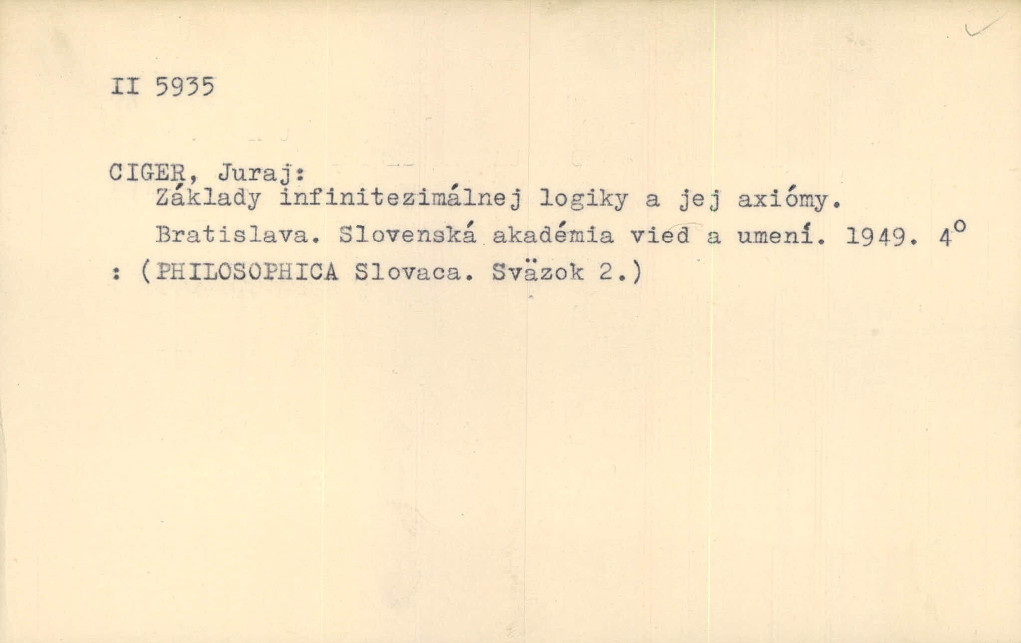 II 5935
CIGER, Juraj:
Základy infinitezimálnej logiky a jej axiómy.
Bratislava. Slovenská akadémia vied a umení. 1949. 4°
: (PHILOSOPHICA Slovaca. Sväzok 2.)